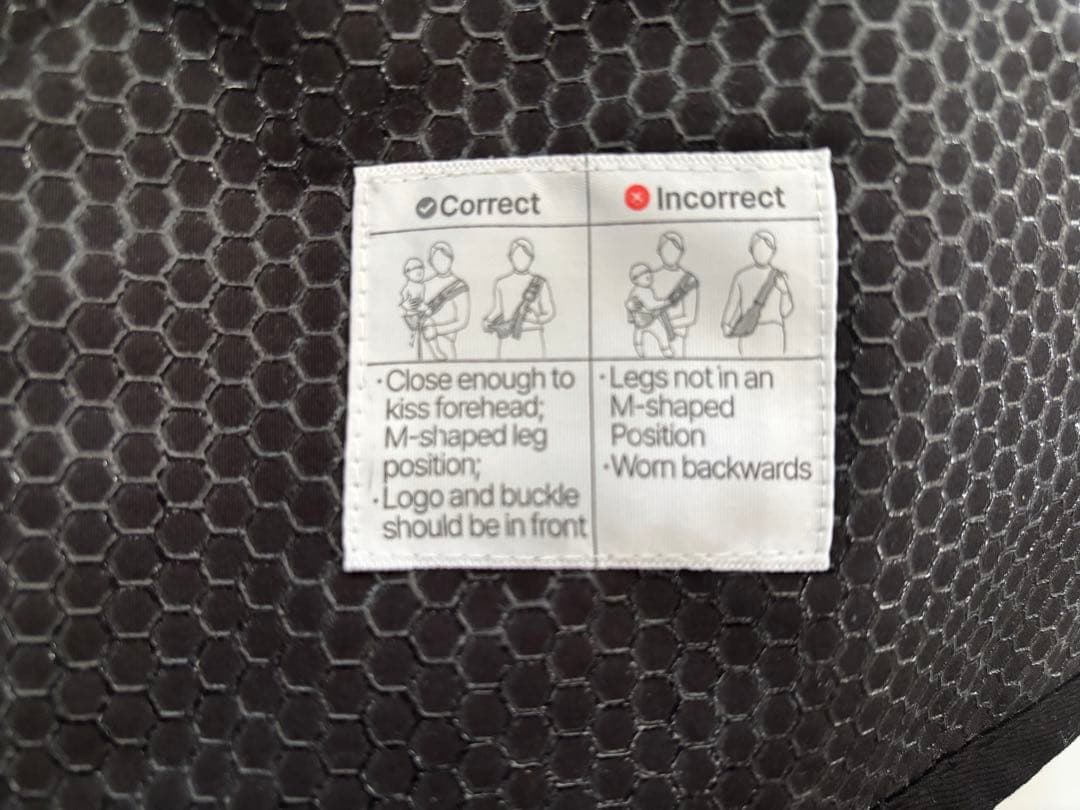 Correct
·Close enough to
kiss forehead;
M-shaped leg
position;
·Logo and buckle
should be in front
Incorrect
·Legs not in an
M-shaped
Position
·Worn backwards